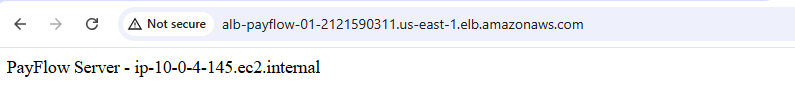 Not secure alb-payflow-01-2121590311.us-east-1.elb.amazonaws.com
PayFlow Server - ip-10-0-4-145.ec2.internal